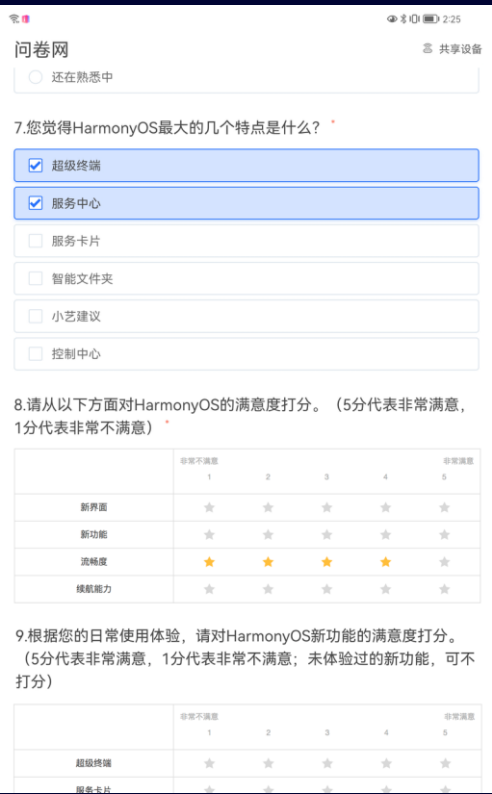 2:25
问卷网
共享设备
还在熟悉中
7.您觉得HarmonyOS最大的几个特点是什么？ *
超级终端
服务中心
服务卡片
智能文件夹
小艺建议
控制中心
8.请从以下方面对HarmonyOS的满意度打分。（5分代表非常满意，
1分代表非常不满意） *
非常不满意 非常满意
1 2 3 4 5
新界面
新功能
流畅度
续航能力
9.根据您的日常使用体验，请对HarmonyOS新功能的满意度打分。
（5分代表非常满意，1分代表非常不满意；未体验过的新功能，可不
打分）
非常不满意 非常满意
1 2 3 4 5
超级终端
服务卡片